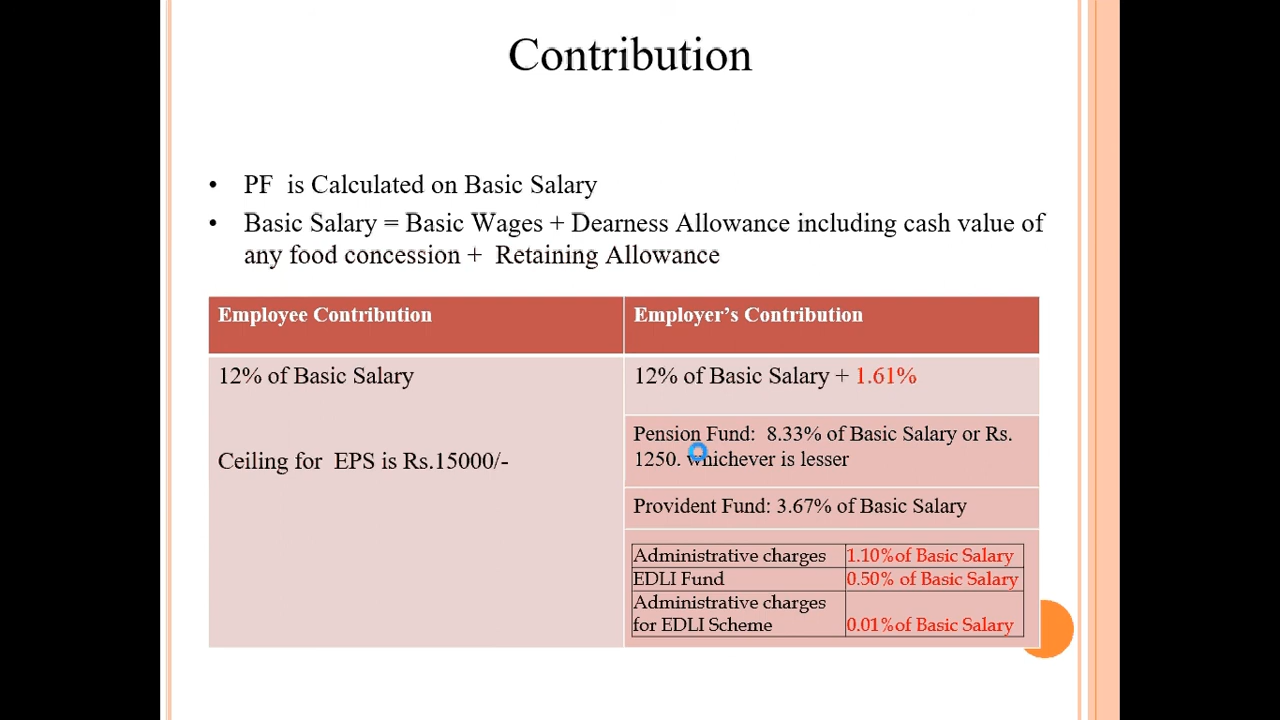 Contribution
• PF is Calculated on Basic Salary
• Basic Salary = Basic Wages + Dearness Allowance including cash value of
any food concession + Retaining Allowance
Employee Contribution
Employer’s Contribution
12% of Basic Salary
12% of Basic Salary + 1.61%
Ceiling for EPS is Rs.15000/-
Pension Fund: 8.33% of Basic Salary or Rs.
1250. whichever is lesser
Provident Fund: 3.67% of Basic Salary
Administrative charges 1.10%of Basic Salary
EDLI Fund 0.50% of Basic Salary
Administrative charges
for EDLI Scheme 0.01%of Basic Salary